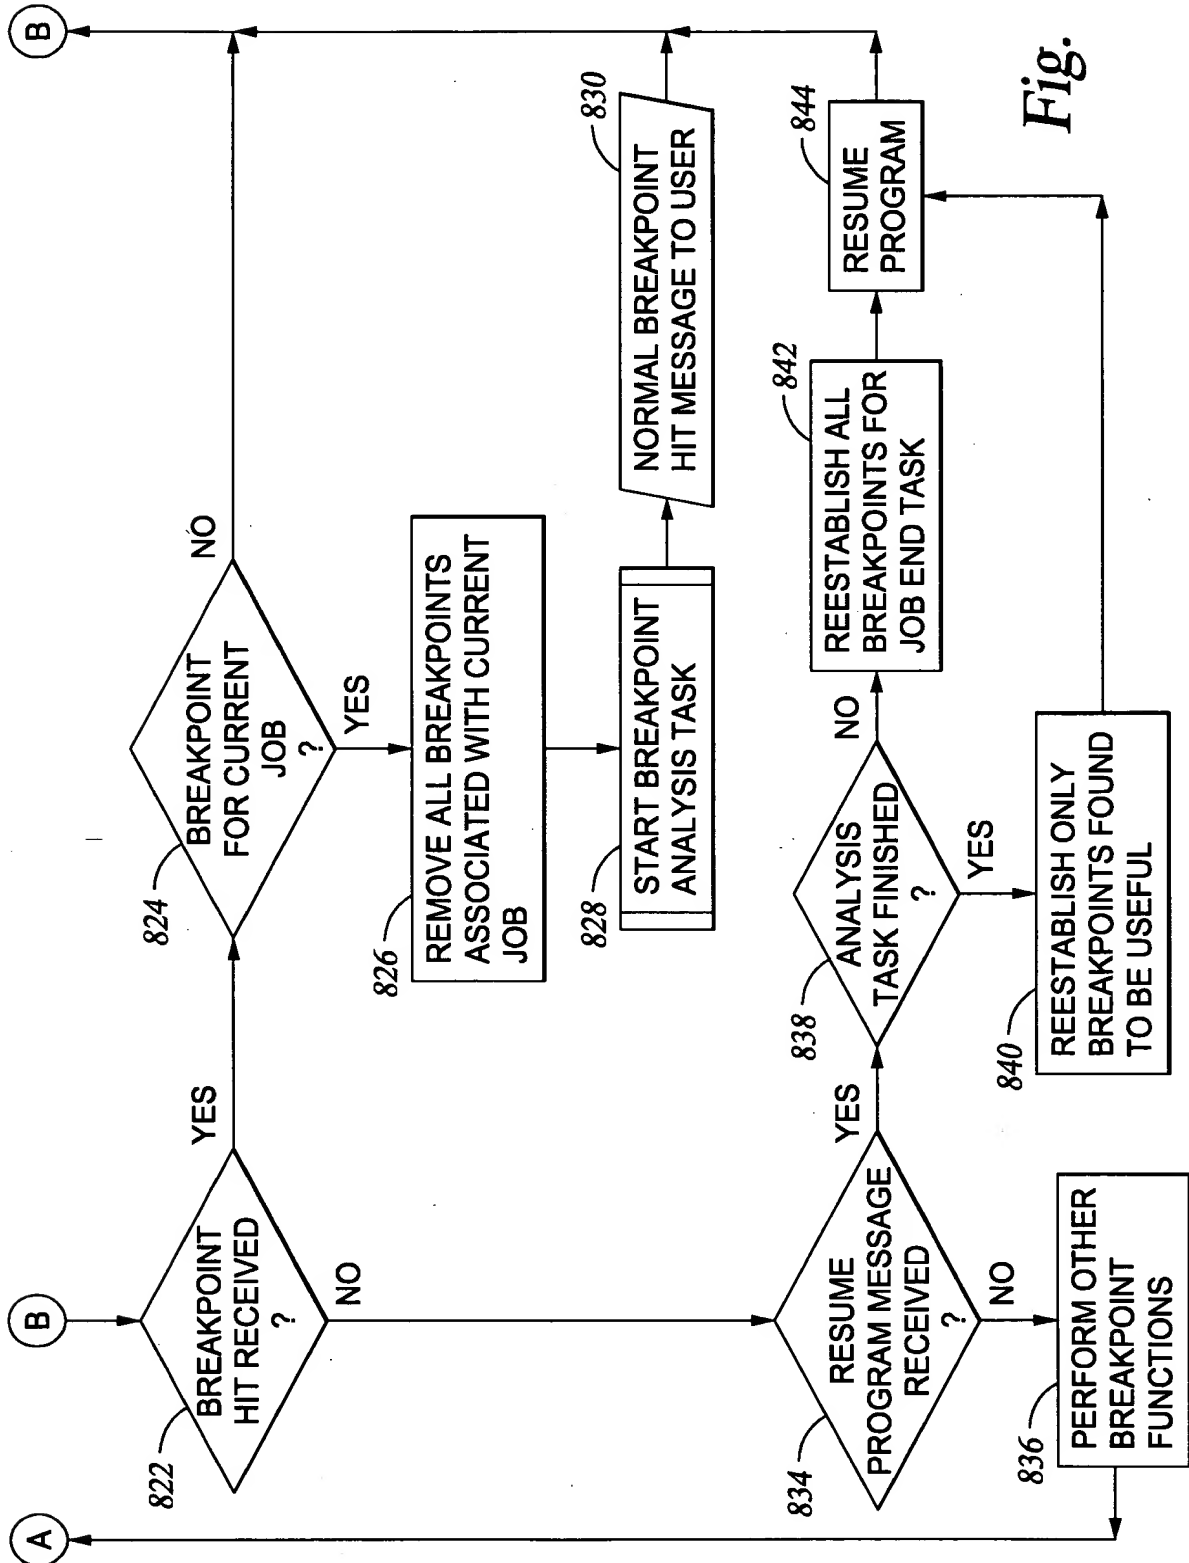 A
B
B
822
BREAKPOINT
HIT RECEIVED
?
YES
NO
824
BREAKPOINT
FOR CURRENT
JOB
?
NO
YES
826
REMOVE ALL BREAKPOINTS
ASSOCIATED WITH CURRENT
JOB
828
START BREAKPOINT
ANALYSIS TASK
830
NORMAL BREAKPOINT
HIT MESSAGE TO USER
834
RESUME
PROGRAM MESSAGE
RECEIVED
?
YES
NO
836
PERFORM OTHER
BREAKPOINT
FUNCTIONS
838
ANALYSIS
TASK FINISHED
?
NO
YES
840
REESTABLISH ONLY
BREAKPOINTS FOUND
TO BE USEFUL
842
REESTABLISH ALL
BREAKPOINTS FOR
JOB END TASK
844
RESUME
PROGRAM
Fig.